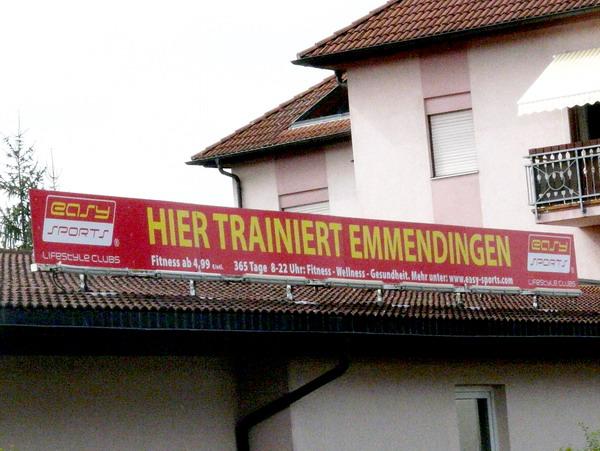 easy
SPORTS®
LIFESTYLE CLUBS
HIER TRAINIERT EMMENDINGEN
Fitness ab 4,99 365 Tage 8-22 Uhr: Fitness - Wellness - Gesundheit. Mehr unter: www.easy-sports.com
easy
SPORTS
LIFESTYLE CLUBS